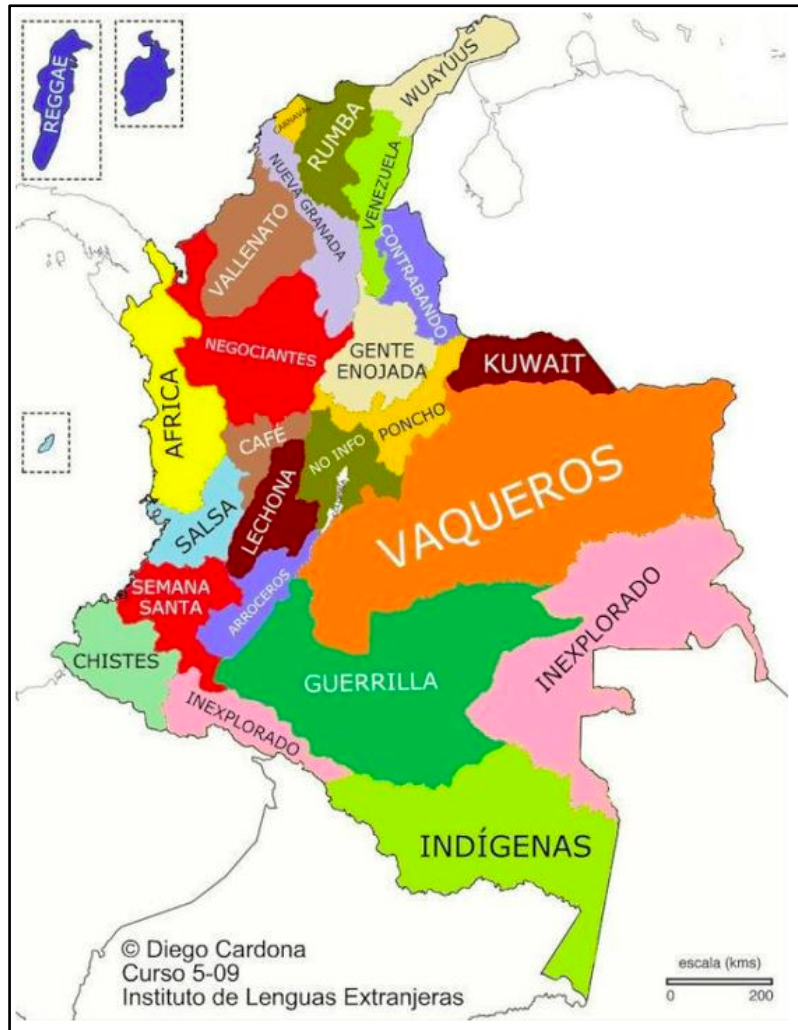 REGGAE
WUAYUUS
CARNAVAL
RUMBA
VENEZUELA
NUEVA GRANADA
VALLENATO
CONTRABANDO
NEGOCIANTES
GENTE
ENOJADA
KUWAIT
AFRICA
CAFÉ
NO INFO
PONCHO
LECHONA
SALSA
VAQUEROS
SEMANA
SANTA
ARROCEROS
CHISTES
INEXPLORADO
GUERRILLA
INEXPLORADO
INDÍGENAS
© Diego Cardona
Curso 5-09
Instituto de Lenguas Extranjeras
escala (kms)
0 200